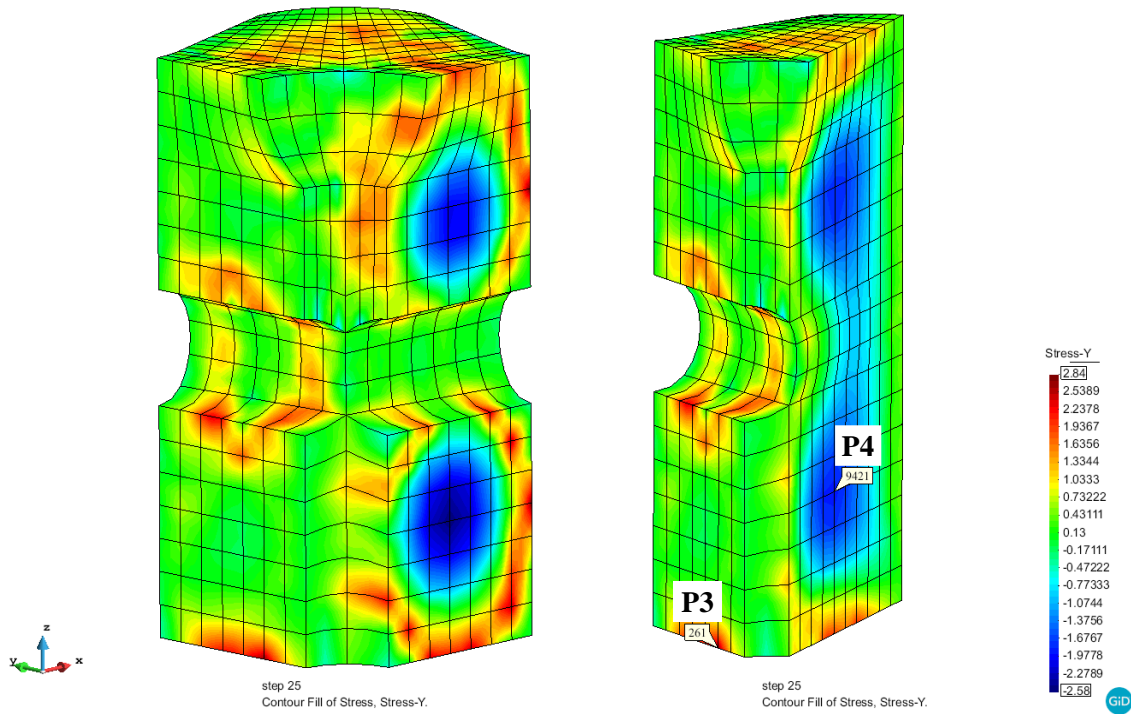 P4
9421
P3
261
z
y
x
step 25
Contour Fill of Stress, Stress-Y.
step 25
Contour Fill of Stress, Stress-Y.
Stress-Y
2.84
2.5389
2.2378
1.9367
1.6356
1.3344
1.0333
0.73222
0.43111
0.13
-0.17111
-0.47222
-0.77333
-1.0744
-1.3756
-1.6767
-1.9778
-2.2789
-2.58
GiD